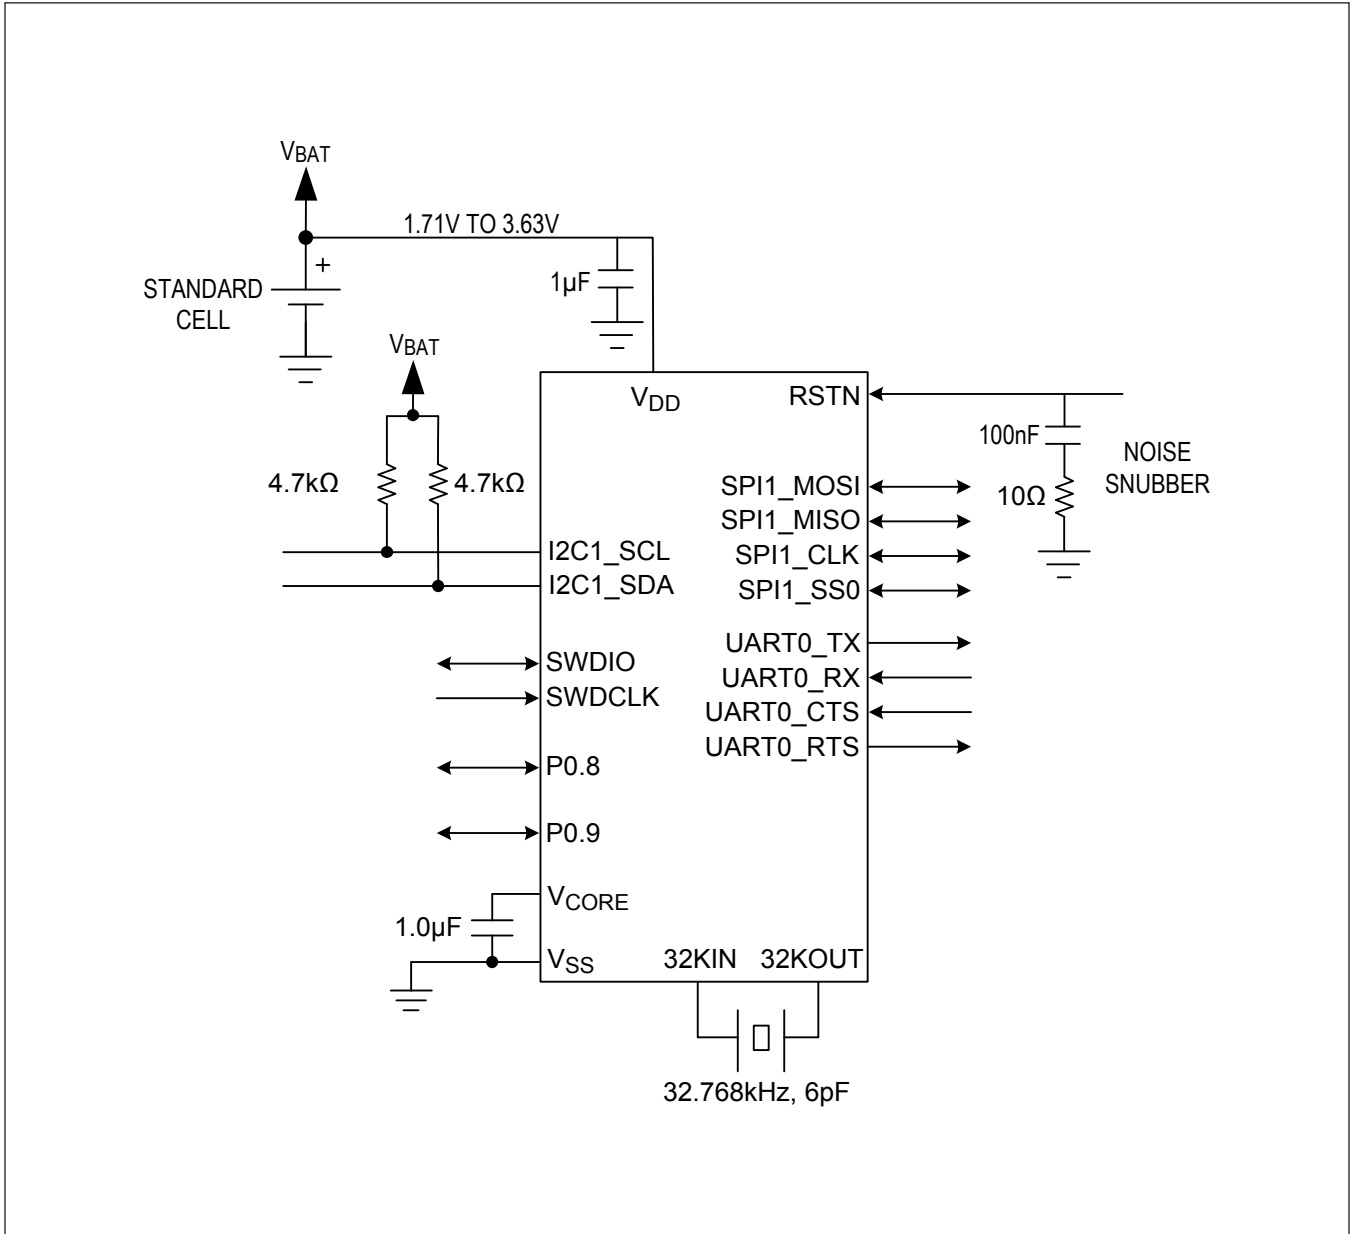 VBAT
1.71V TO 3.63V
+
STANDARD
CELL
1µF
VBAT
4.7kΩ
4.7kΩ
VDD
RSTN
100nF
10Ω
NOISE
SNUBBER
SPI1_MOSI
SPI1_MISO
SPI1_CLK
SPI1_SS0
I2C1_SCL
I2C1_SDA
UART0_TX
UART0_RX
UART0_CTS
UART0_RTS
SWDIO
SWDCLK
P0.8
P0.9
VCORE
1.0µF
VSS
32KIN
32KOUT
32.768kHz, 6pF